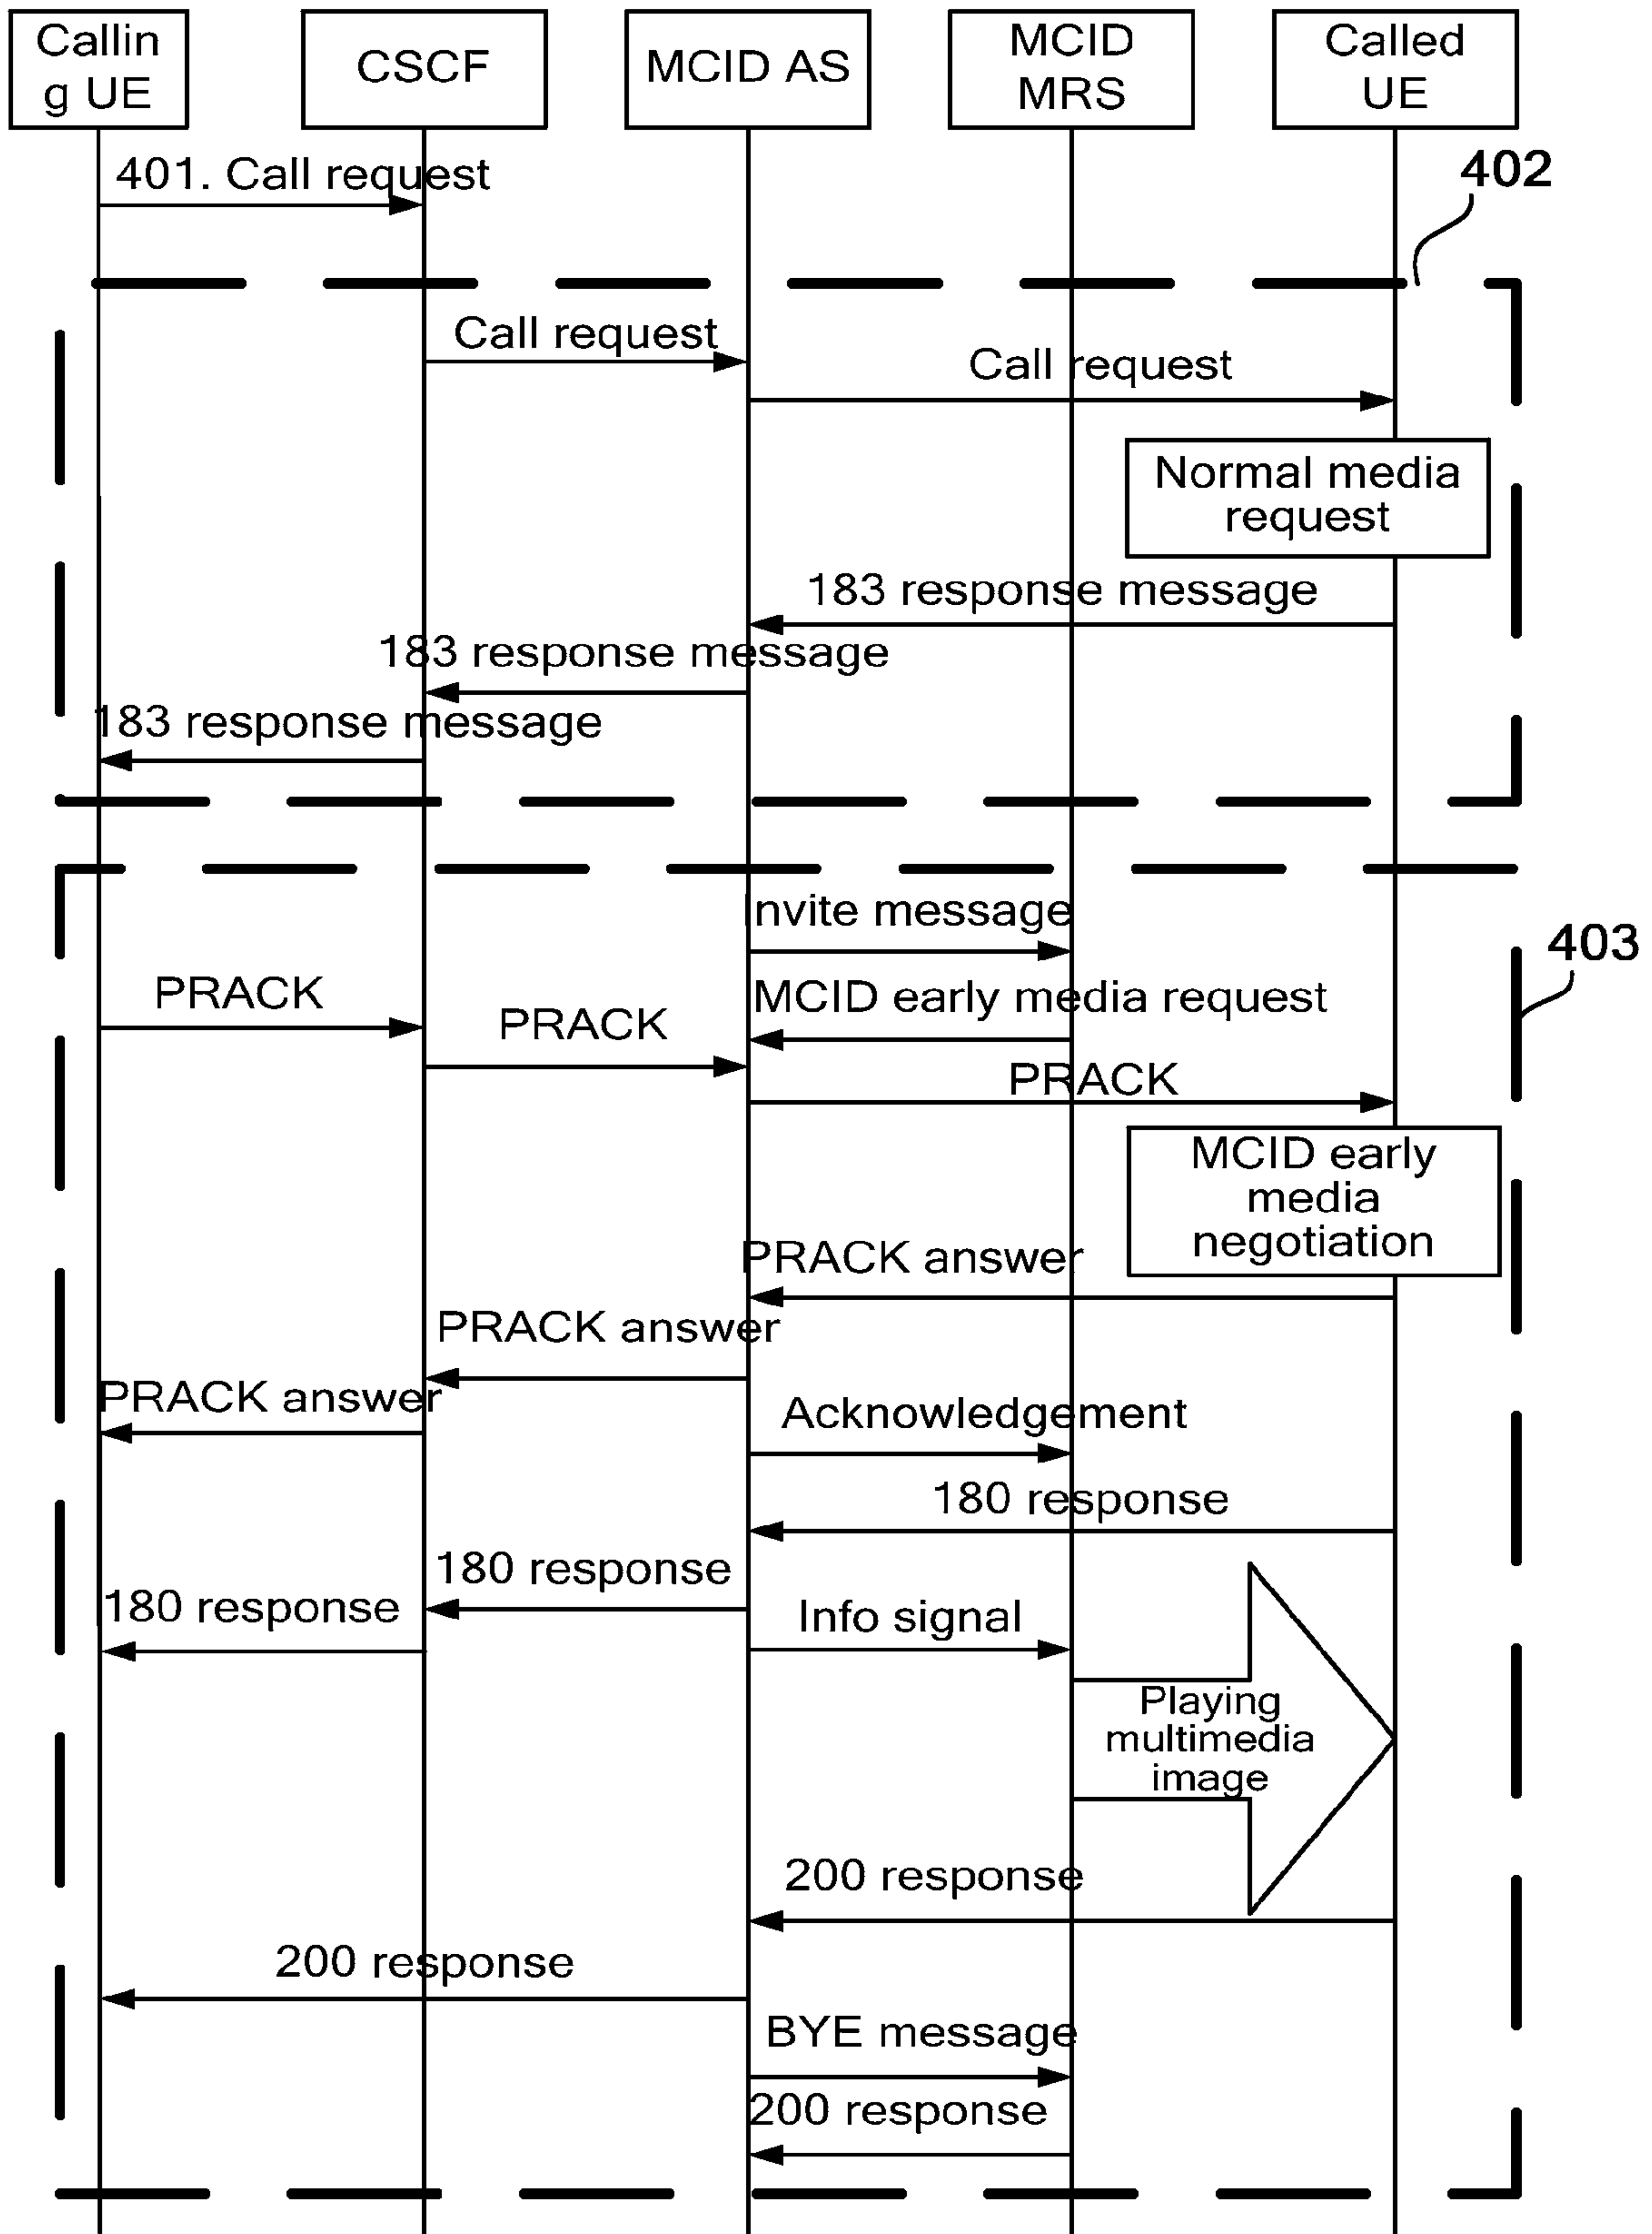 Callin
g UE
CSCF
MCID AS
MCID
MRS
Called
UE
401. Call request
402
Call request
Call request
Normal media
request
183 response message
183 response message
183 response message
Invite message
403
PRACK
MCID early media request
PRACK
PRACK
MCID early
media
negotiation
PRACK answer
PRACK answer
PRACK answer
Acknowledgement
180 response
180 response
180 response
Info signal
Playing
multimedia
image
200 response
200 response
BYE message
200 response